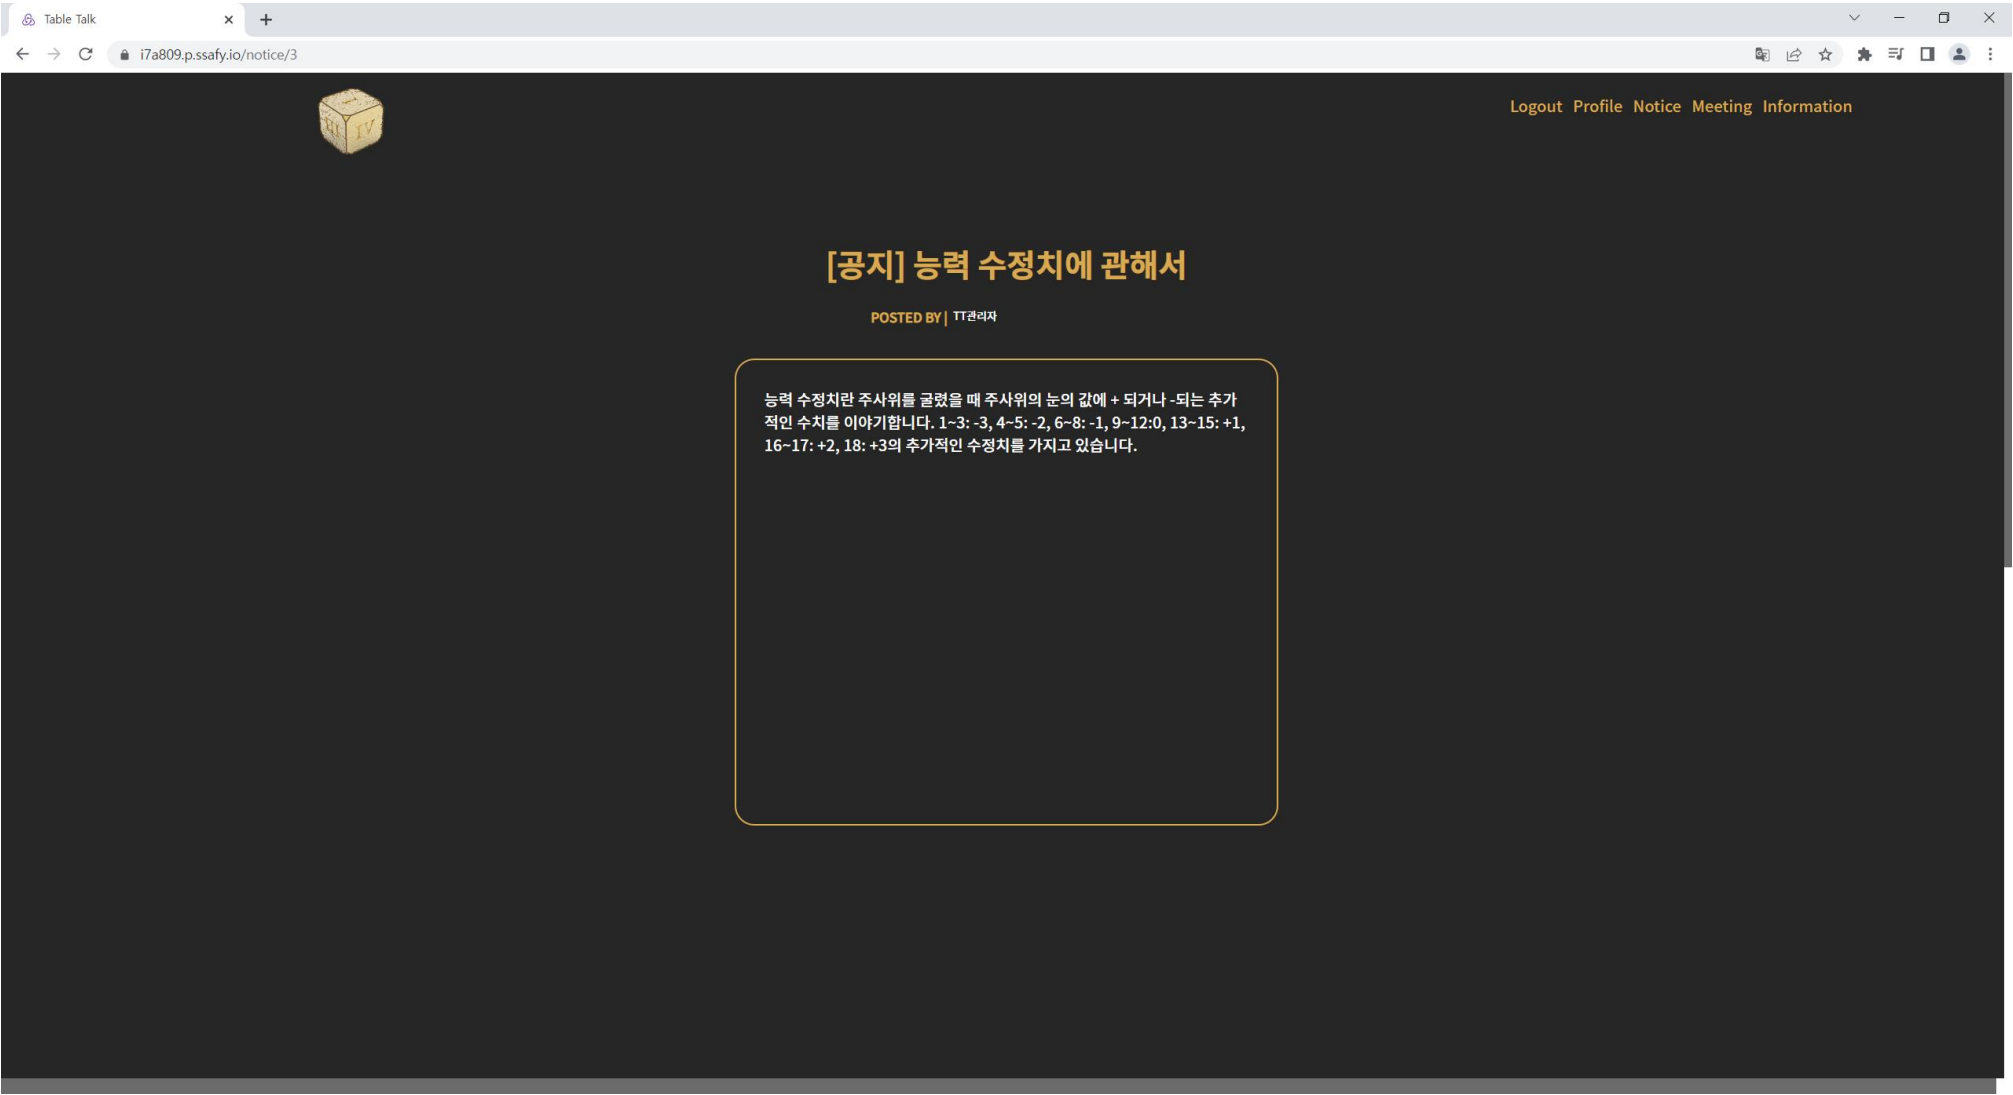 Table Talk
i7a809.p.ssafy.io/notice/3
Logout Profile Notice Meeting Information
III IV
[공지] 능력 수정치에 관해서
POSTED BY | TT관리자
능력 수정치란 주사위를 굴렸을 때 주사위의 눈의 값에 + 되거나 -되는 추가
적인 수치를 이야기합니다. 1~3: -3, 4~5: -2, 6~8: -1, 9~12:0, 13~15: +1,
16~17: +2, 18: +3의 추가적인 수정치를 가지고 있습니다.